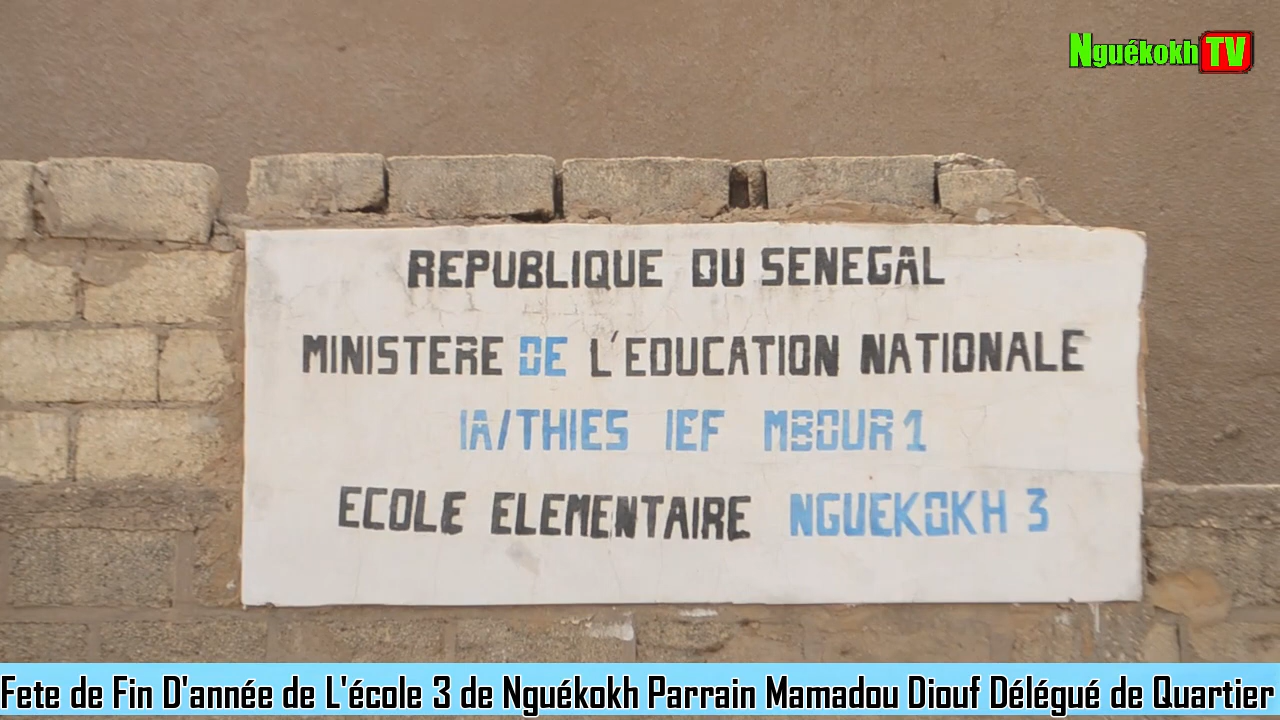 Nguékokh TV
REPUBLIQUE DU SENEGAL
MINISTERE DE L'EDUCATION NATIONALE
IA/THIES IEF MBOUR 1
ECOLE ELEMENTAIRE NGUEKOKH 3
Fete de Fin D'année de L'école 3 de Nguékokh Parrain Mamadou Diouf Délégué de Quartier